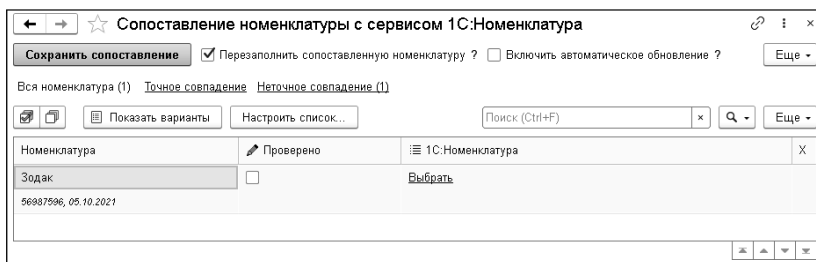 Сопоставление номенклатуры с сервисом 1С:Номенклатура
Сохранить сопоставление Перезаполнить сопоставленную номенклатуру ? Включить автоматическое обновление ? Еще
Вся номенклатура (1) Точное совпадение Неточное совпадение (1)
Показать варианты Настроить список... Поиск (Ctrl+F) × Еще
Номенклатура Проверено 1С:Номенклатура X
Зодак Выбрать
56987596, 05.10.2021